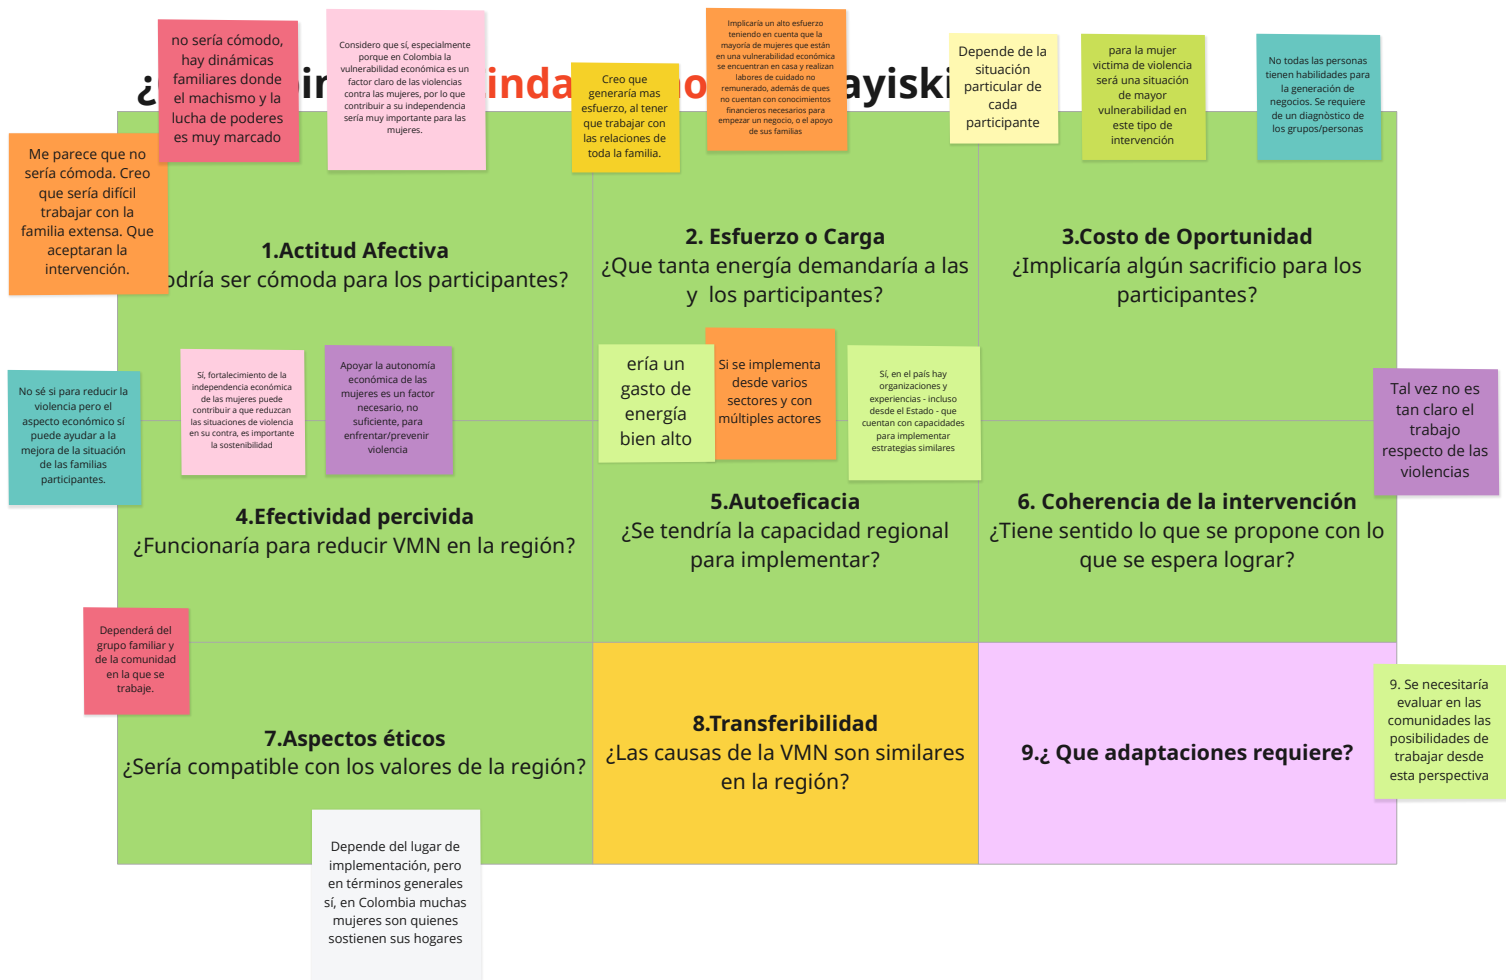 no sería cómodo,
hay dinámicas
familiares donde
el machismo y la
lucha de poderes
es muy marcado
Considero que sí, especialmente
porque en Colombia la
vulnerabilidad económica es un
factor claro de las violencias
contra las mujeres, por lo que
contribuir a su independencia
sería muy importante para las
mujeres.
Creo que
generaría mas
esfuerzo, al tener
que trabajar con
las relaciones de
toda la familia.
Implicaría un alto esfuerzo
teniendo en cuenta que la
mayoría de mujeres que están
en una vulnerabilidad económica
se encuentran en casa y realizan
labores de cuidado no
remunerado, además de ques
no cuentan con conocimientos
financieros necesarios para
empezar un negocio, o el apoyo
de sus familias
Depende de la
situación
particular de
cada
participante
para la mujer
victima de violencia
será una situación
de mayor
vulnerabilidad en
este tipo de
intervención
No todas las personas
tienen habilidades para
la generación de
negocios. Se requiere
de un diagnòstico de
los grupos/personas
Me parece que no
sería cómoda. Creo
que sería difícil
trabajar con la
familia extensa. Que
aceptaran la
intervención.
1.Actitud Afectiva
odría ser cómoda para los participantes?
2. Esfuerzo o Carga
¿Que tanta energía demandaría a las
y los participantes?
3.Costo de Oportunidad
¿Implicaría algún sacrificio para los
participantes?
No sé si para reducir la
violencia pero el
aspecto económico sí
puede ayudar a la
mejora de la situación
de las familias
participantes.
Sí, fortalecimiento de la
independencia económica
de las mujeres puede
contribuir a que reduzcan
las situaciones de violencia
en su contra, es importante
la sostenibilidad
Apoyar la autonomía
económica de las
mujeres es un factor
necesario, no
suficiente, para
enfrentar/prevenir
violencia
ería un
gasto de
energía
bien alto
Si se implementa
desde varios
sectores y con
múltiples actores
Sí, en el país hay
organizaciones y
experiencias - incluso
desde el Estado - que
cuentan con capacidades
para implementar
estrategias similares
Tal vez no es
tan claro el
trabajo
respecto de las
violencias
4.Efectividad percivida
¿Funcionaría para reducir VMN en la región?
5.Autoeficacia
¿Se tendría la capacidad regional
para implementar?
6. Coherencia de la intervención
¿Tiene sentido lo que se propone con lo
que se espera lograr?
Dependerá del
grupo familiar y
de la comunidad
en la que se
trabaje.
7.Aspectos éticos
¿Sería compatible con los valores de la región?
8.Transferibilidad
¿Las causas de la VMN son similares
en la región?
9.¿ Que adaptaciones requiere?
9. Se necesitaría
evaluar en las
comunidades las
posibilidades de
trabajar desde
esta perspectiva
Depende del lugar de
implementación, pero
en términos generales
sí, en Colombia muchas
mujeres son quienes
sostienen sus hogares